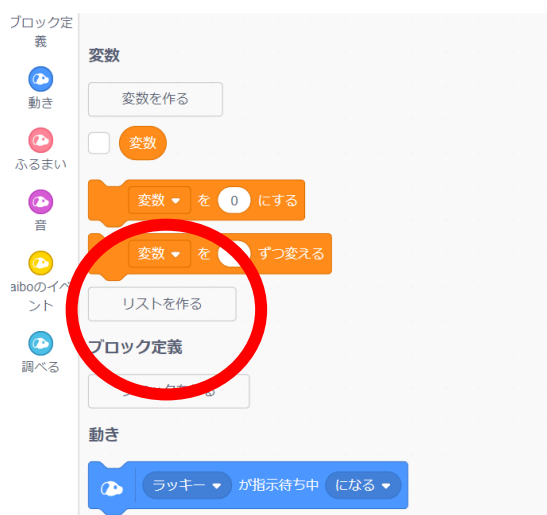 ブロック定
義
変数
変数を作る
動き
変数
ふるまい
変数 を 0 にする
音
変数 を ずつ変える
aiboのイベ
ント
リストを作る
ブロック定義
調べる
動き
ラッキー が指示待ち中 になる